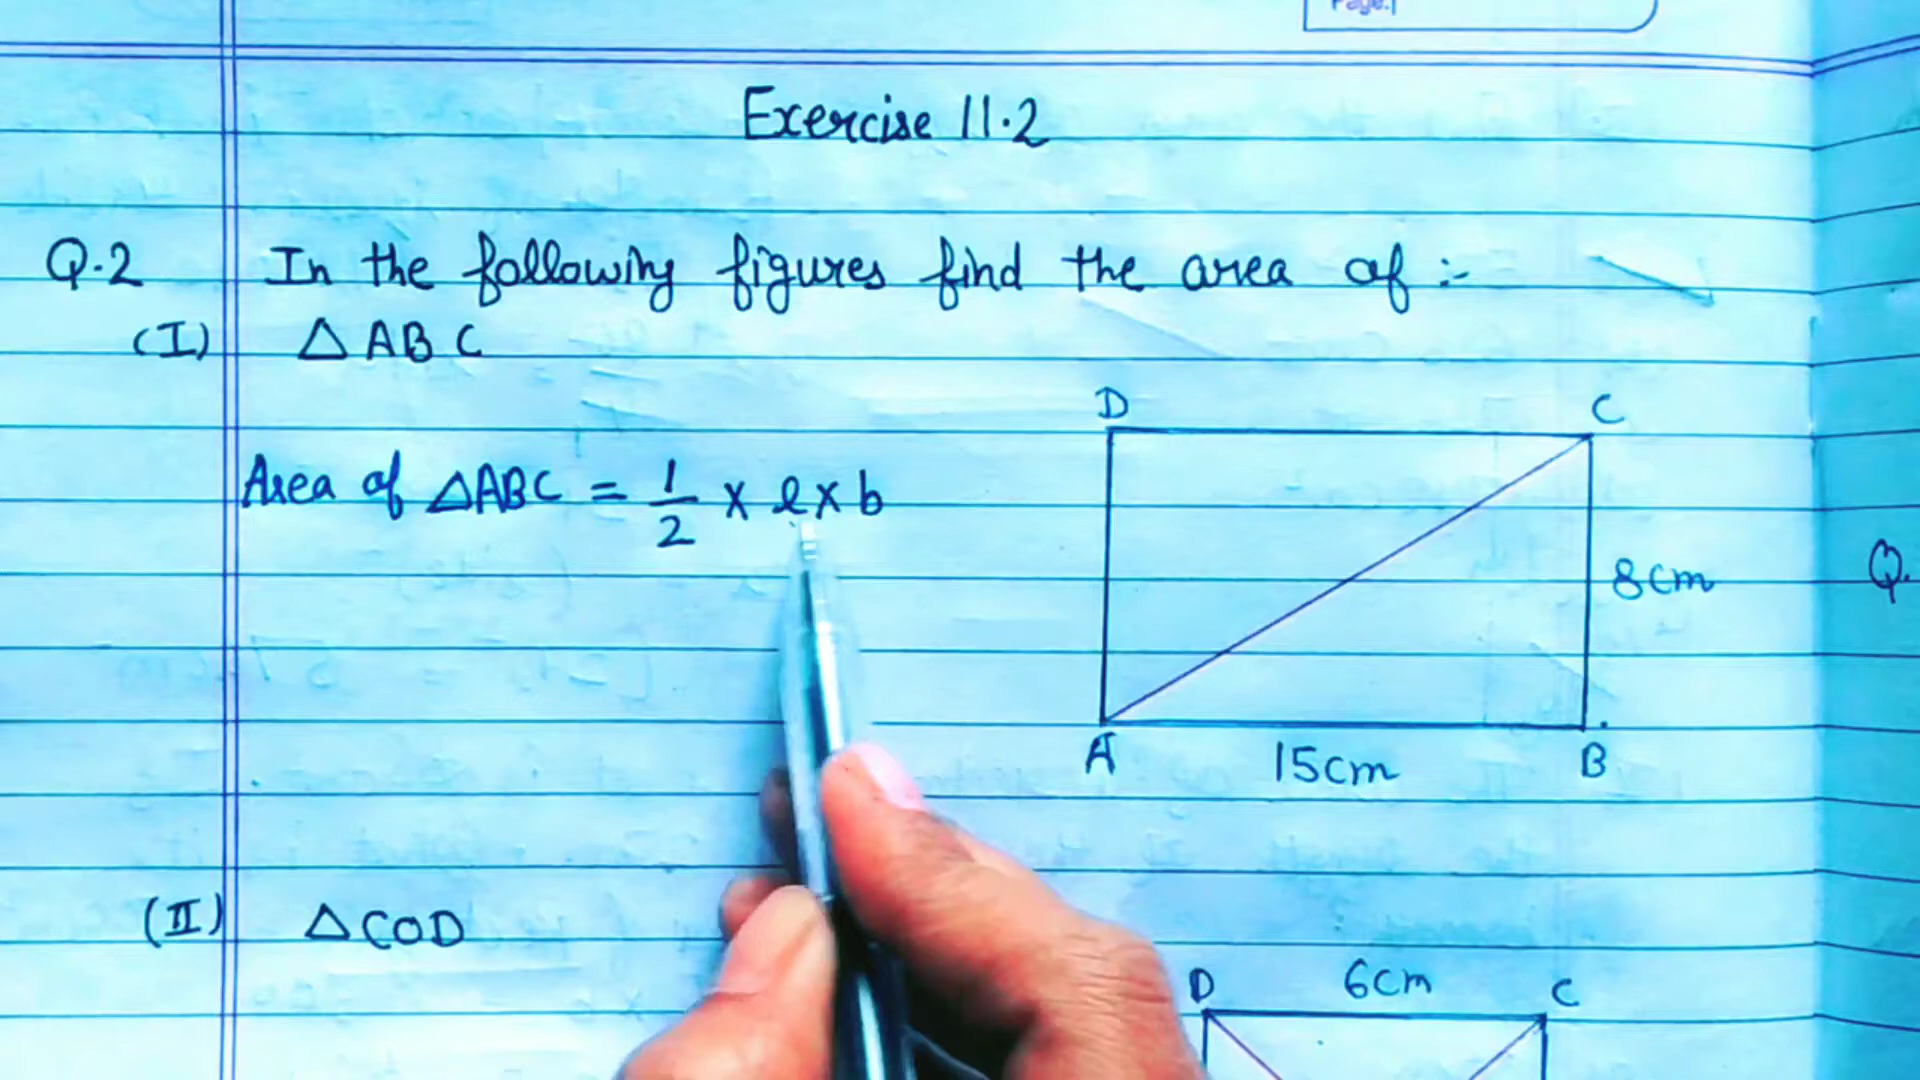 Page.
Exercise 11.2
Q.2 In the following figures find the area of :-
(I) △ABC
D C
Area of △ABC = 1/2 x l x b
8cm
Q.
A 15cm B
(II) △COD
D 6cm C